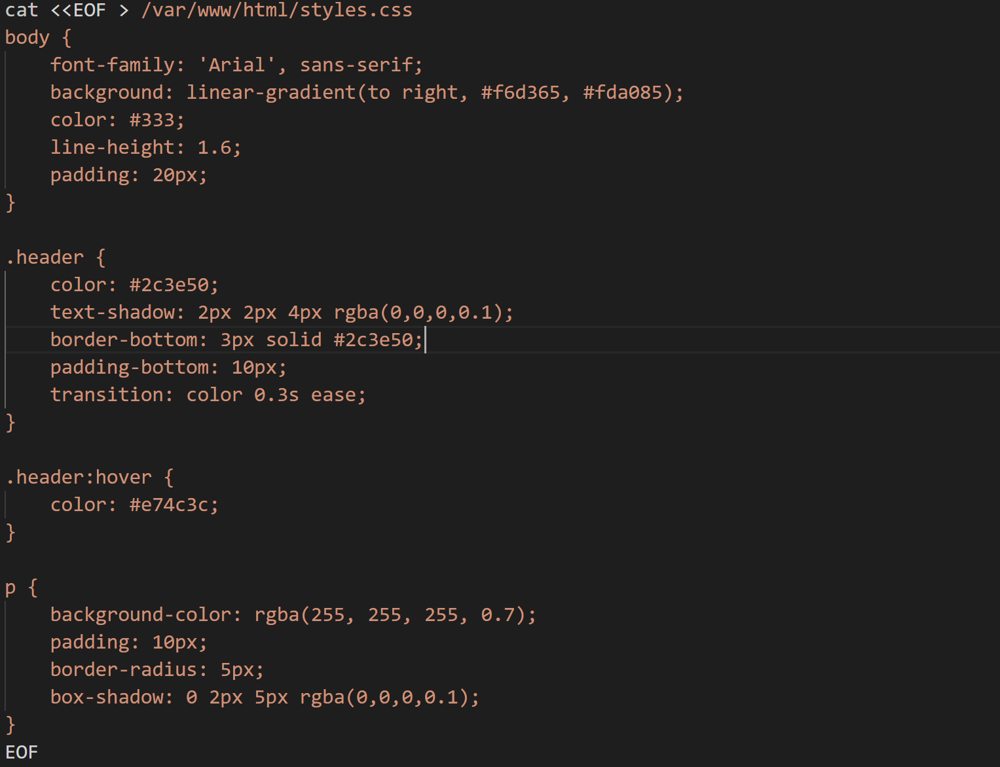 cat <<EOF > /var/www/html/styles.css
body {
    font-family: 'Arial', sans-serif;
    background: linear-gradient(to right, #f6d365, #fda085);
    color: #333;
    line-height: 1.6;
    padding: 20px;
}

.header {
    color: #2c3e50;
    text-shadow: 2px 2px 4px rgba(0,0,0,0.1);
    border-bottom: 3px solid #2c3e50;
    padding-bottom: 10px;
    transition: color 0.3s ease;
}

.header:hover {
    color: #e74c3c;
}

p {
    background-color: rgba(255, 255, 255, 0.7);
    padding: 10px;
    border-radius: 5px;
    box-shadow: 0 2px 5px rgba(0,0,0,0.1);
}
EOF